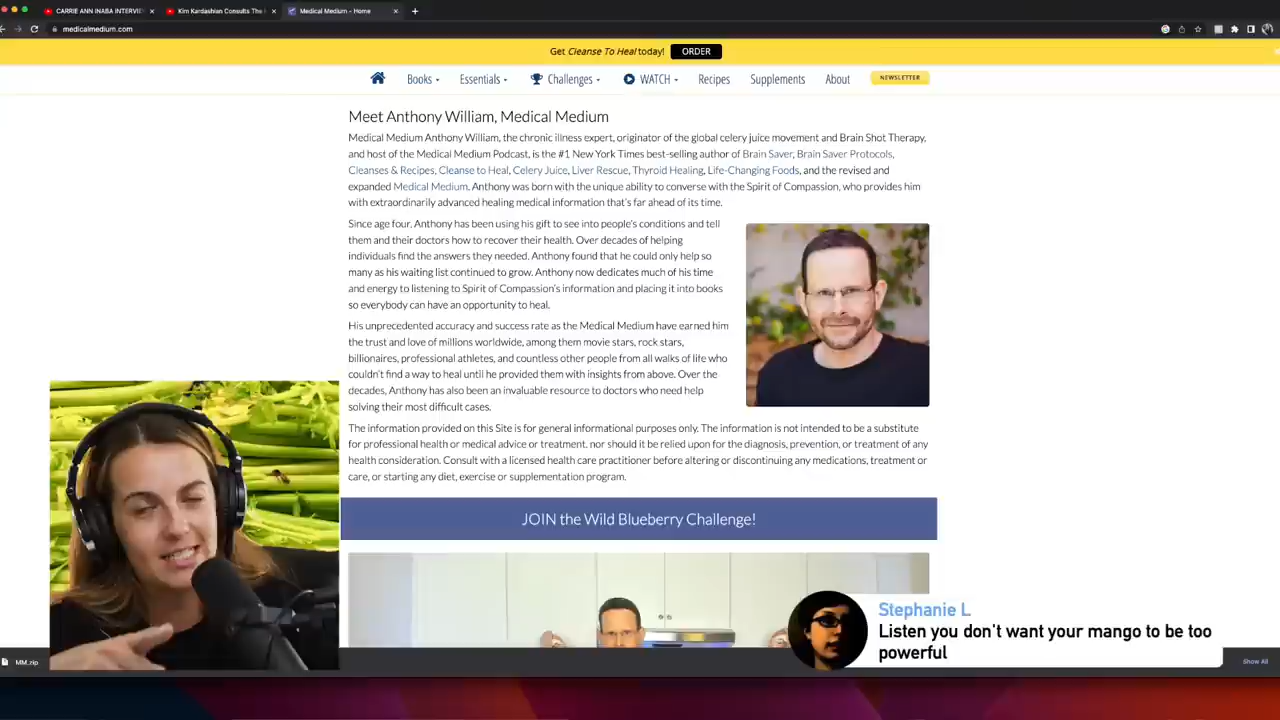 CARRIE ANN INABA INTERVIE
Kim Kardashian Consults The
Medical Medium - Home
medicalmedium.com
Get Cleanse To Heal today! ORDER
Books Essentials Challenges WATCH Recipes Supplements About NEWSLETTER
Meet Anthony William, Medical Medium
Medical Medium Anthony William, the chronic illness expert, originator of the global celery juice movement and Brain Shot Therapy,
and host of the Medical Medium Podcast, is the #1 New York Times best-selling author of Brain Saver, Brain Saver Protocols,
Cleanses & Recipes, Cleanse to Heal, Celery Juice, Liver Rescue, Thyroid Healing, Life-Changing Foods, and the revised and
expanded Medical Medium. Anthony was born with the unique ability to converse with the Spirit of Compassion, who provides him
with extraordinarily advanced healing medical information that's far ahead of its time.
Since age four, Anthony has been using his gift to see into people's conditions and tell
them and their doctors how to recover their health. Over decades of helping
individuals find the answers they needed. Anthony found that he could only help so
many as his waiting list continued to grow. Anthony now dedicates much of his time
and energy to listening to Spirit of Compassion's information and placing it into books
so everybody can have an opportunity to heal.
His unprecedented accuracy and success rate as the Medical Medium have earned him
the trust and love of millions worldwide, among them movie stars, rock stars,
billionaires, professional athletes, and countless other people from all walks of life who
couldn't find a way to heal until he provided them with insights from above. Over the
decades, Anthony has also been an invaluable resource to doctors who need help
solving their most difficult cases.
The information provided on this Site is for general informational purposes only. The information is not intended to be a substitute
for professional health or medical advice or treatment. nor should it be relied upon for the diagnosis, prevention, or treatment of any
health consideration. Consult with a licensed health care practitioner before altering or discontinuing any medications, treatment or
care, or starting any diet, exercise or supplementation program.
JOIN the Wild Blueberry Challenge!
Stephanie L
Listen you don't want your mango to be too
powerful
MM.zip
Show All